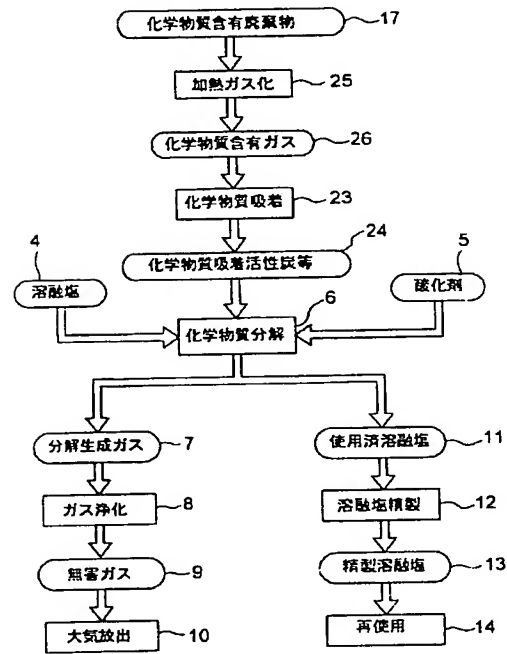 化学物質含有廃棄物
17
加熱ガス化
25
化学物質含有ガス
26
化学物質吸着
23
24
化学物質吸着活性炭等
4
溶融塩
5
酸化剤
6
化学物質分解
分解生成ガス
7
使用済溶融塩
11
ガス浄化
8
溶融塩精製
12
無害ガス
9
精製溶融塩
13
大気放出
10
再使用
14